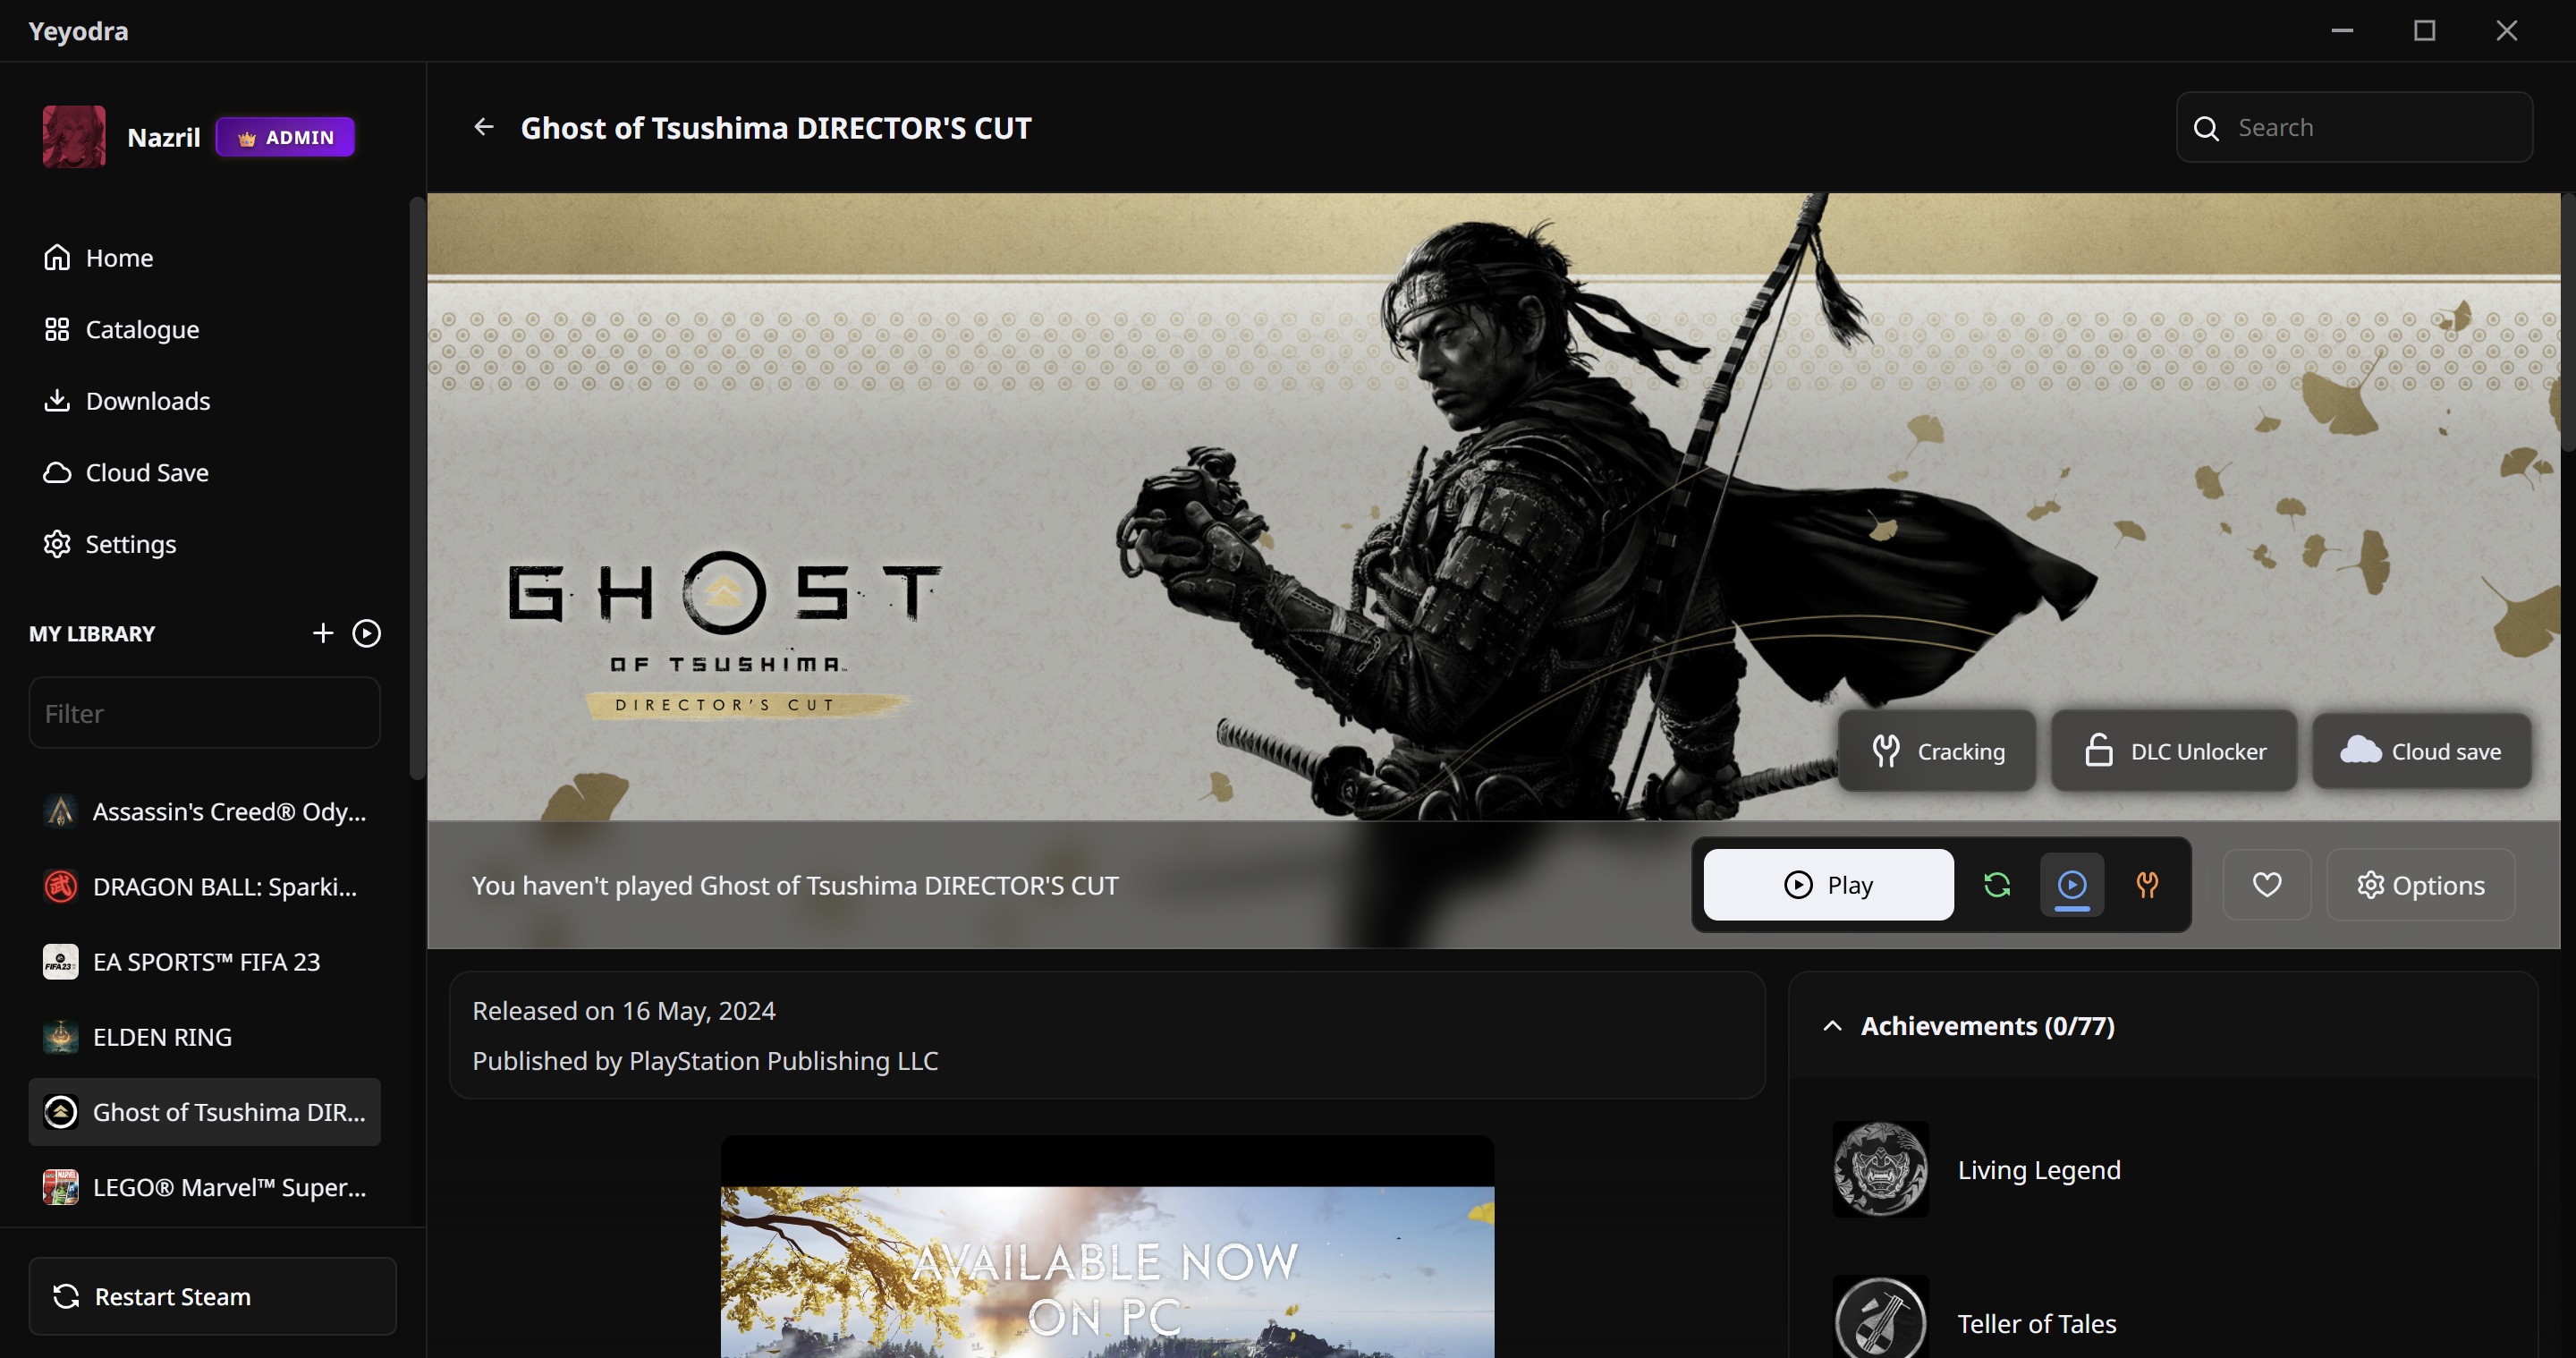 Yeyodra
Nazril
ADMIN
Home
Catalogue
Downloads
Cloud Save
Settings
MY LIBRARY
Filter
Assassin's Creed® Ody...
DRAGON BALL: Sparki...
EA SPORTS™ FIFA 23
ELDEN RING
Ghost of Tsushima DIR...
LEGO® Marvel™ Super...
Restart Steam
Ghost of Tsushima DIRECTOR'S CUT
Search
GHOST
OF TSUSHIMA
DIRECTOR'S CUT
Cracking
DLC Unlocker
Cloud save
You haven't played Ghost of Tsushima DIRECTOR'S CUT
Play
Options
Released on 16 May, 2024
Published by PlayStation Publishing LLC
AVAILABLE NOW
ON PC
Achievements (0/77)
Living Legend
Teller of Tales